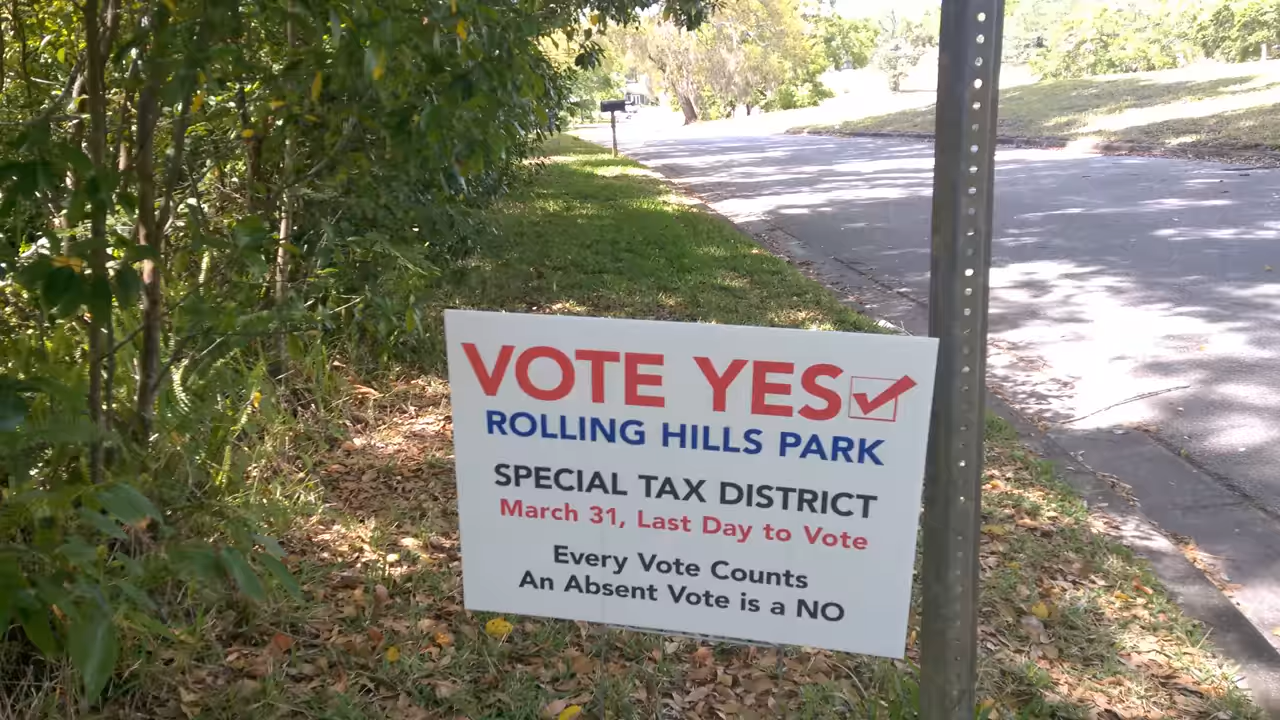 VOTE YES
ROLLING HILLS PARK
SPECIAL TAX DISTRICT
March 31, Last Day to Vote
Every Vote Counts
An Absent Vote is a NO